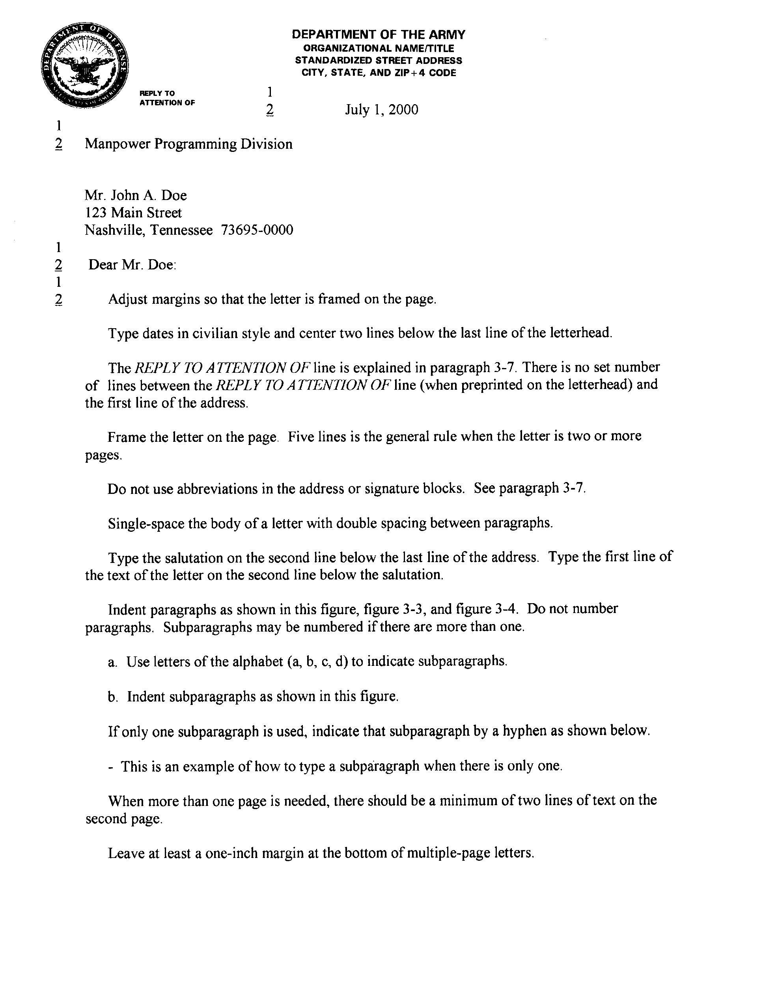 DEPARTMENT OF DEFENSE
UNITED STATES OF AMERICA
DEPARTMENT OF THE ARMY
ORGANIZATIONAL NAME/TITLE
STANDARDIZED STREET ADDRESS
CITY, STATE, AND ZIP+4 CODE
REPLY TO
ATTENTION OF
1
2 July 1, 2000
1
2 Manpower Programming Division
Mr. John A. Doe
123 Main Street
Nashville, Tennessee 73695-0000
1
2 Dear Mr. Doe:
1
2 Adjust margins so that the letter is framed on the page.
Type dates in civilian style and center two lines below the last line of the letterhead.
The REPLY TO ATTENTION OF line is explained in paragraph 3-7. There is no set number
of lines between the REPLY TO ATTENTION OF line (when preprinted on the letterhead) and
the first line of the address.
Frame the letter on the page. Five lines is the general rule when the letter is two or more
pages.
Do not use abbreviations in the address or signature blocks. See paragraph 3-7.
Single-space the body of a letter with double spacing between paragraphs.
Type the salutation on the second line below the last line of the address. Type the first line of
the text of the letter on the second line below the salutation.
Indent paragraphs as shown in this figure, figure 3-3, and figure 3-4. Do not number
paragraphs. Subparagraphs may be numbered if there are more than one.
a. Use letters of the alphabet (a, b, c, d) to indicate subparagraphs.
b. Indent subparagraphs as shown in this figure.
If only one subparagraph is used, indicate that subparagraph by a hyphen as shown below.
- This is an example of how to type a subparagraph when there is only one.
When more than one page is needed, there should be a minimum of two lines of text on the
second page.
Leave at least a one-inch margin at the bottom of multiple-page letters.